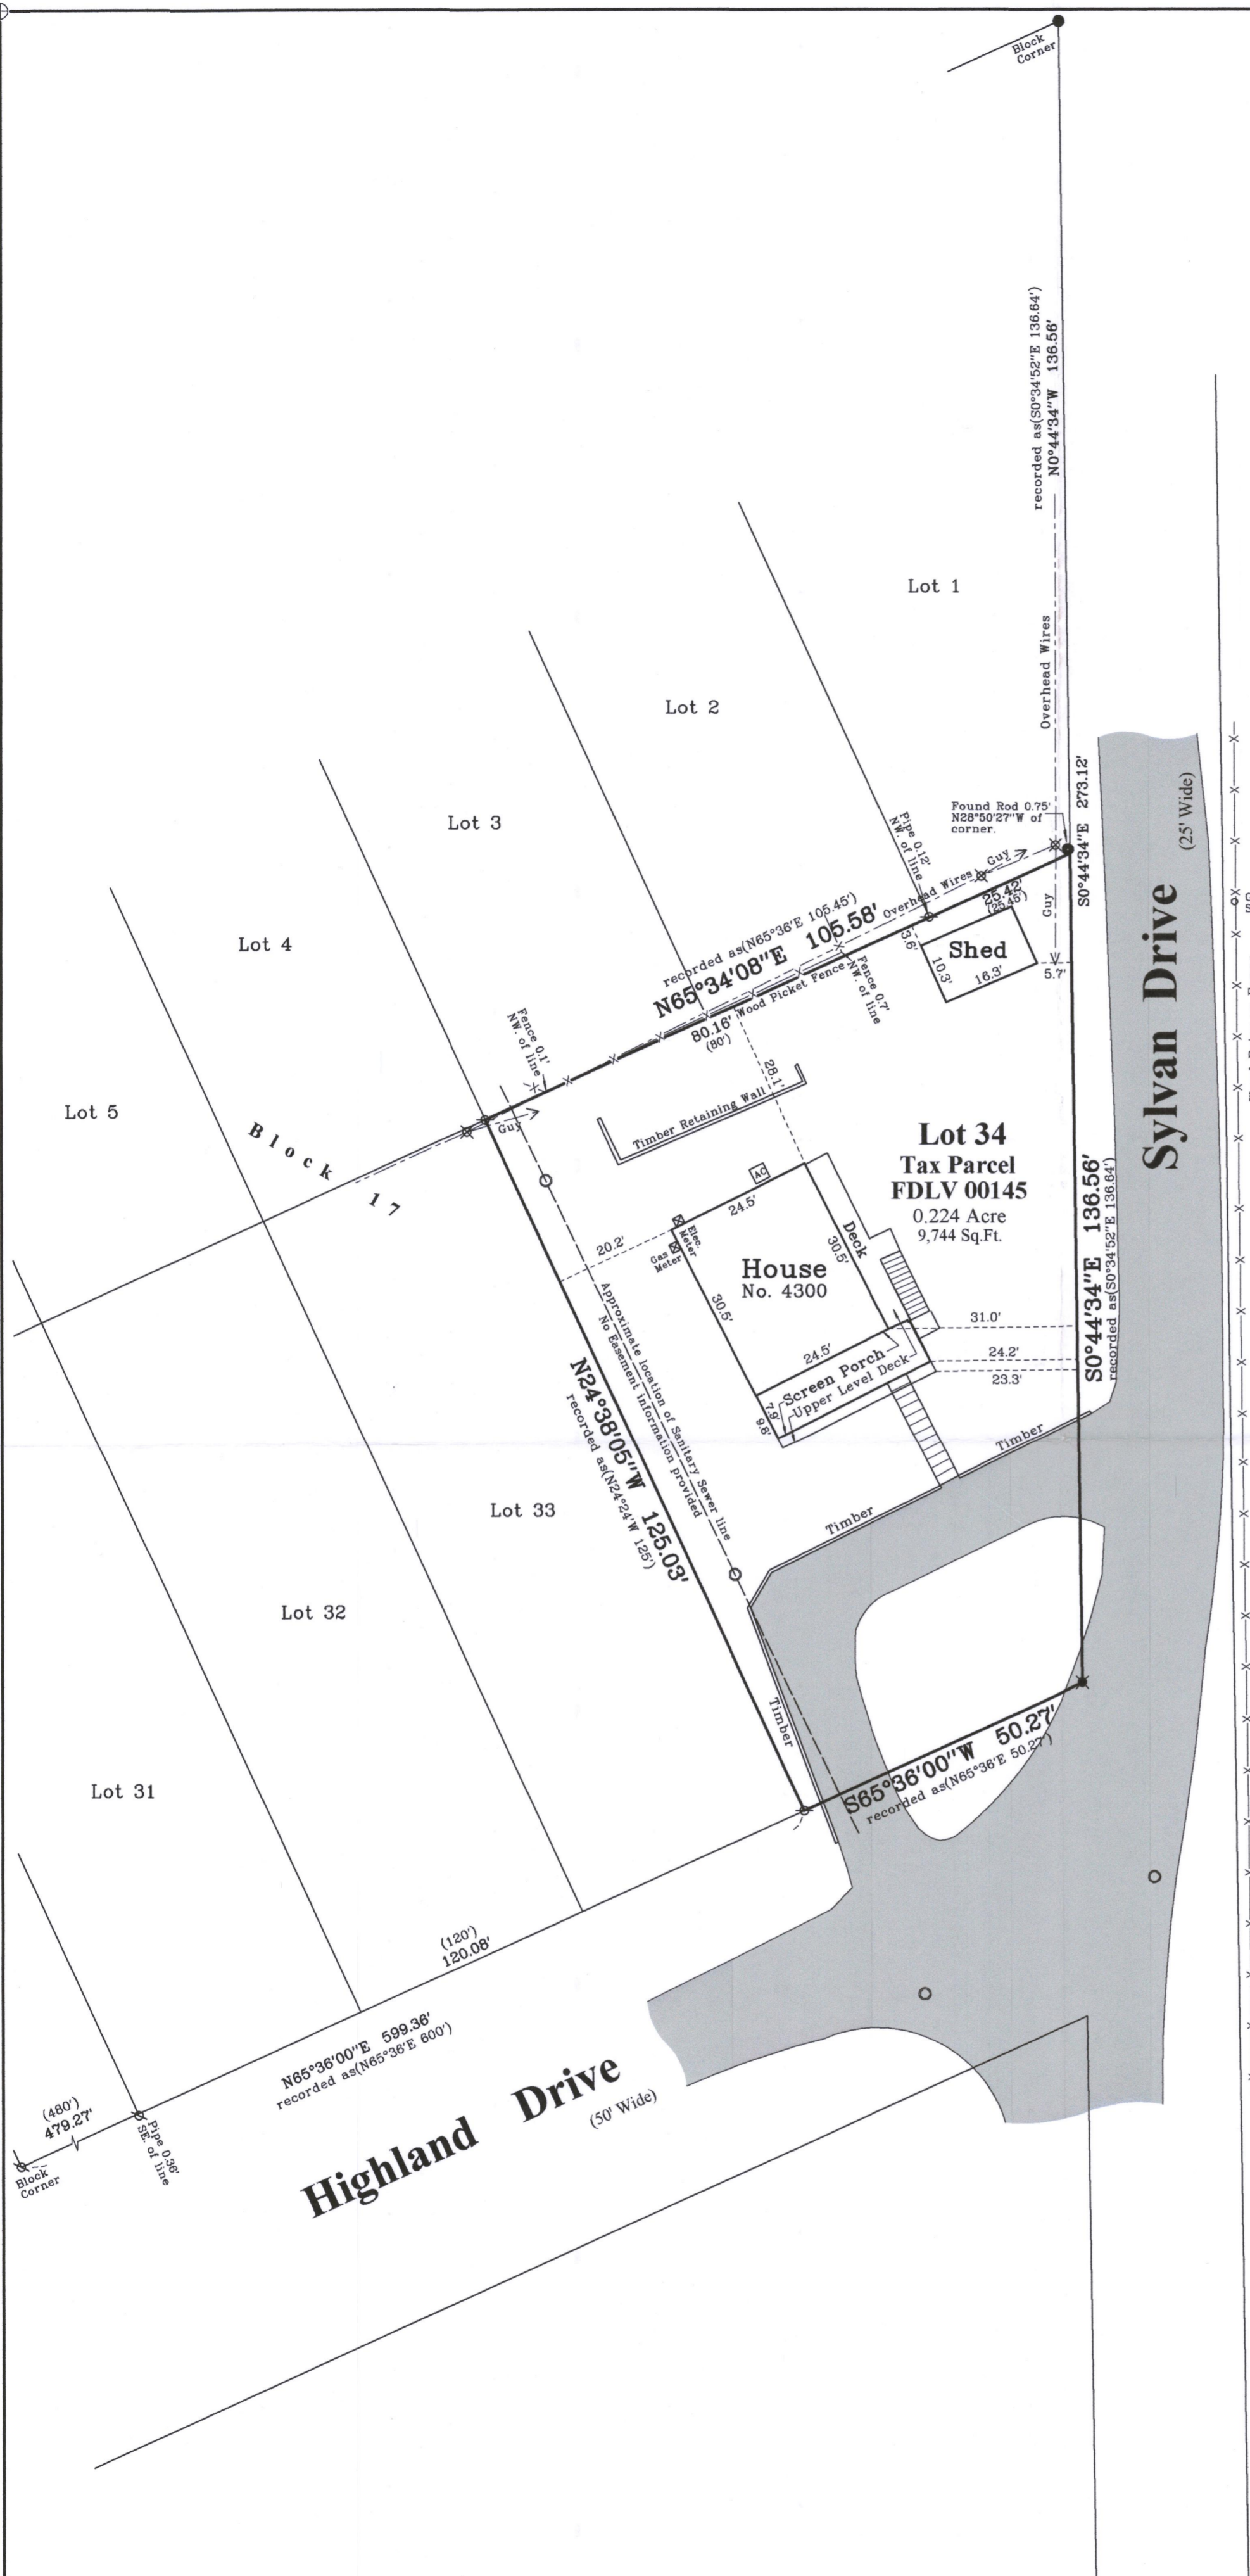 Block
Corner
recorded as(S0°34'52"E 136.64')
N0°44'34"W 136.56'
Lot 1
Overhead Wires
Lot 2
S0°44'34"E 273.12'
(25' Wide)
Lot 3
Found Rod 0.75'
N28°50'27"W of
corner.
Pipe 0.12'
NW. of line
Guy
Overhead Wires
25.42'
(25.45')
Guy
Sylvan Drive
recorded as(N65°36'E 105.45')
N65°34'08"E 105.58'
Lot 4
3.6'
Shed
10.3'
16.3'
5.7'
Wood Picket Fence
Fence 0.7'
NW. of line
80.16'
(80')
Fence 0.1'
NW. of line
28.1'
Lot 5
Block 17
Guy
Timber Retaining Wall
Lot 34
Tax Parcel
FDLV 00145
0.224 Acre
9,744 Sq.Ft.
S0°44'34"E 136.56'
recorded as(S0°34'52"E 136.64')
AC
24.5'
Elec.
Meter
Gas
Meter
20.2'
Deck
30.5'
House
No. 4300
30.5'
24.5'
31.0'
24.2'
23.3'
Screen Porch
Upper Level Deck
7.9'
9.8'
Approximate location of Sanitary Sewer line
No Easement information provided
N24°38'05"W 125.03'
recorded as(N24°24'W 125')
Timber
Timber
Lot 33
Lot 32
Timber
S65°36'00"W 50.27'
recorded as(N65°36'E 50.27')
Lot 31
(120')
120.08'
N65°36'00"E 599.36'
recorded as(N65°36'E 600')
(480')
479.27'
Pipe 0.36'
SE. of line
Block
Corner
Highland Drive
(50' Wide)